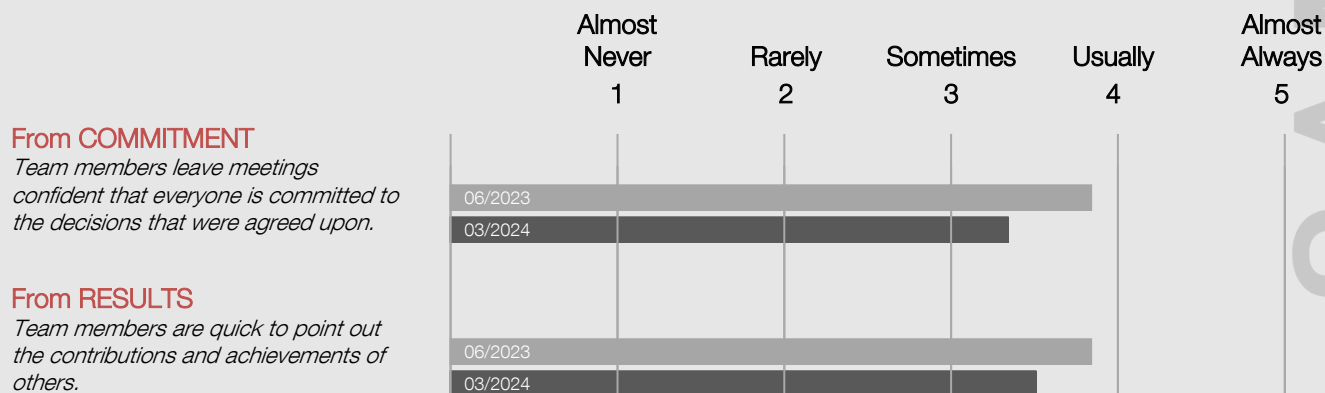 Almost Never
Rarely
Sometimes
Usually
Almost Always
1
2
3
4
5
From COMMITMENT
Team members leave meetings
confident that everyone is committed to
the decisions that were agreed upon.
06/2023
03/2024
From RESULTS
Team members are quick to point out
the contributions and achievements of
others.
06/2023
03/2024